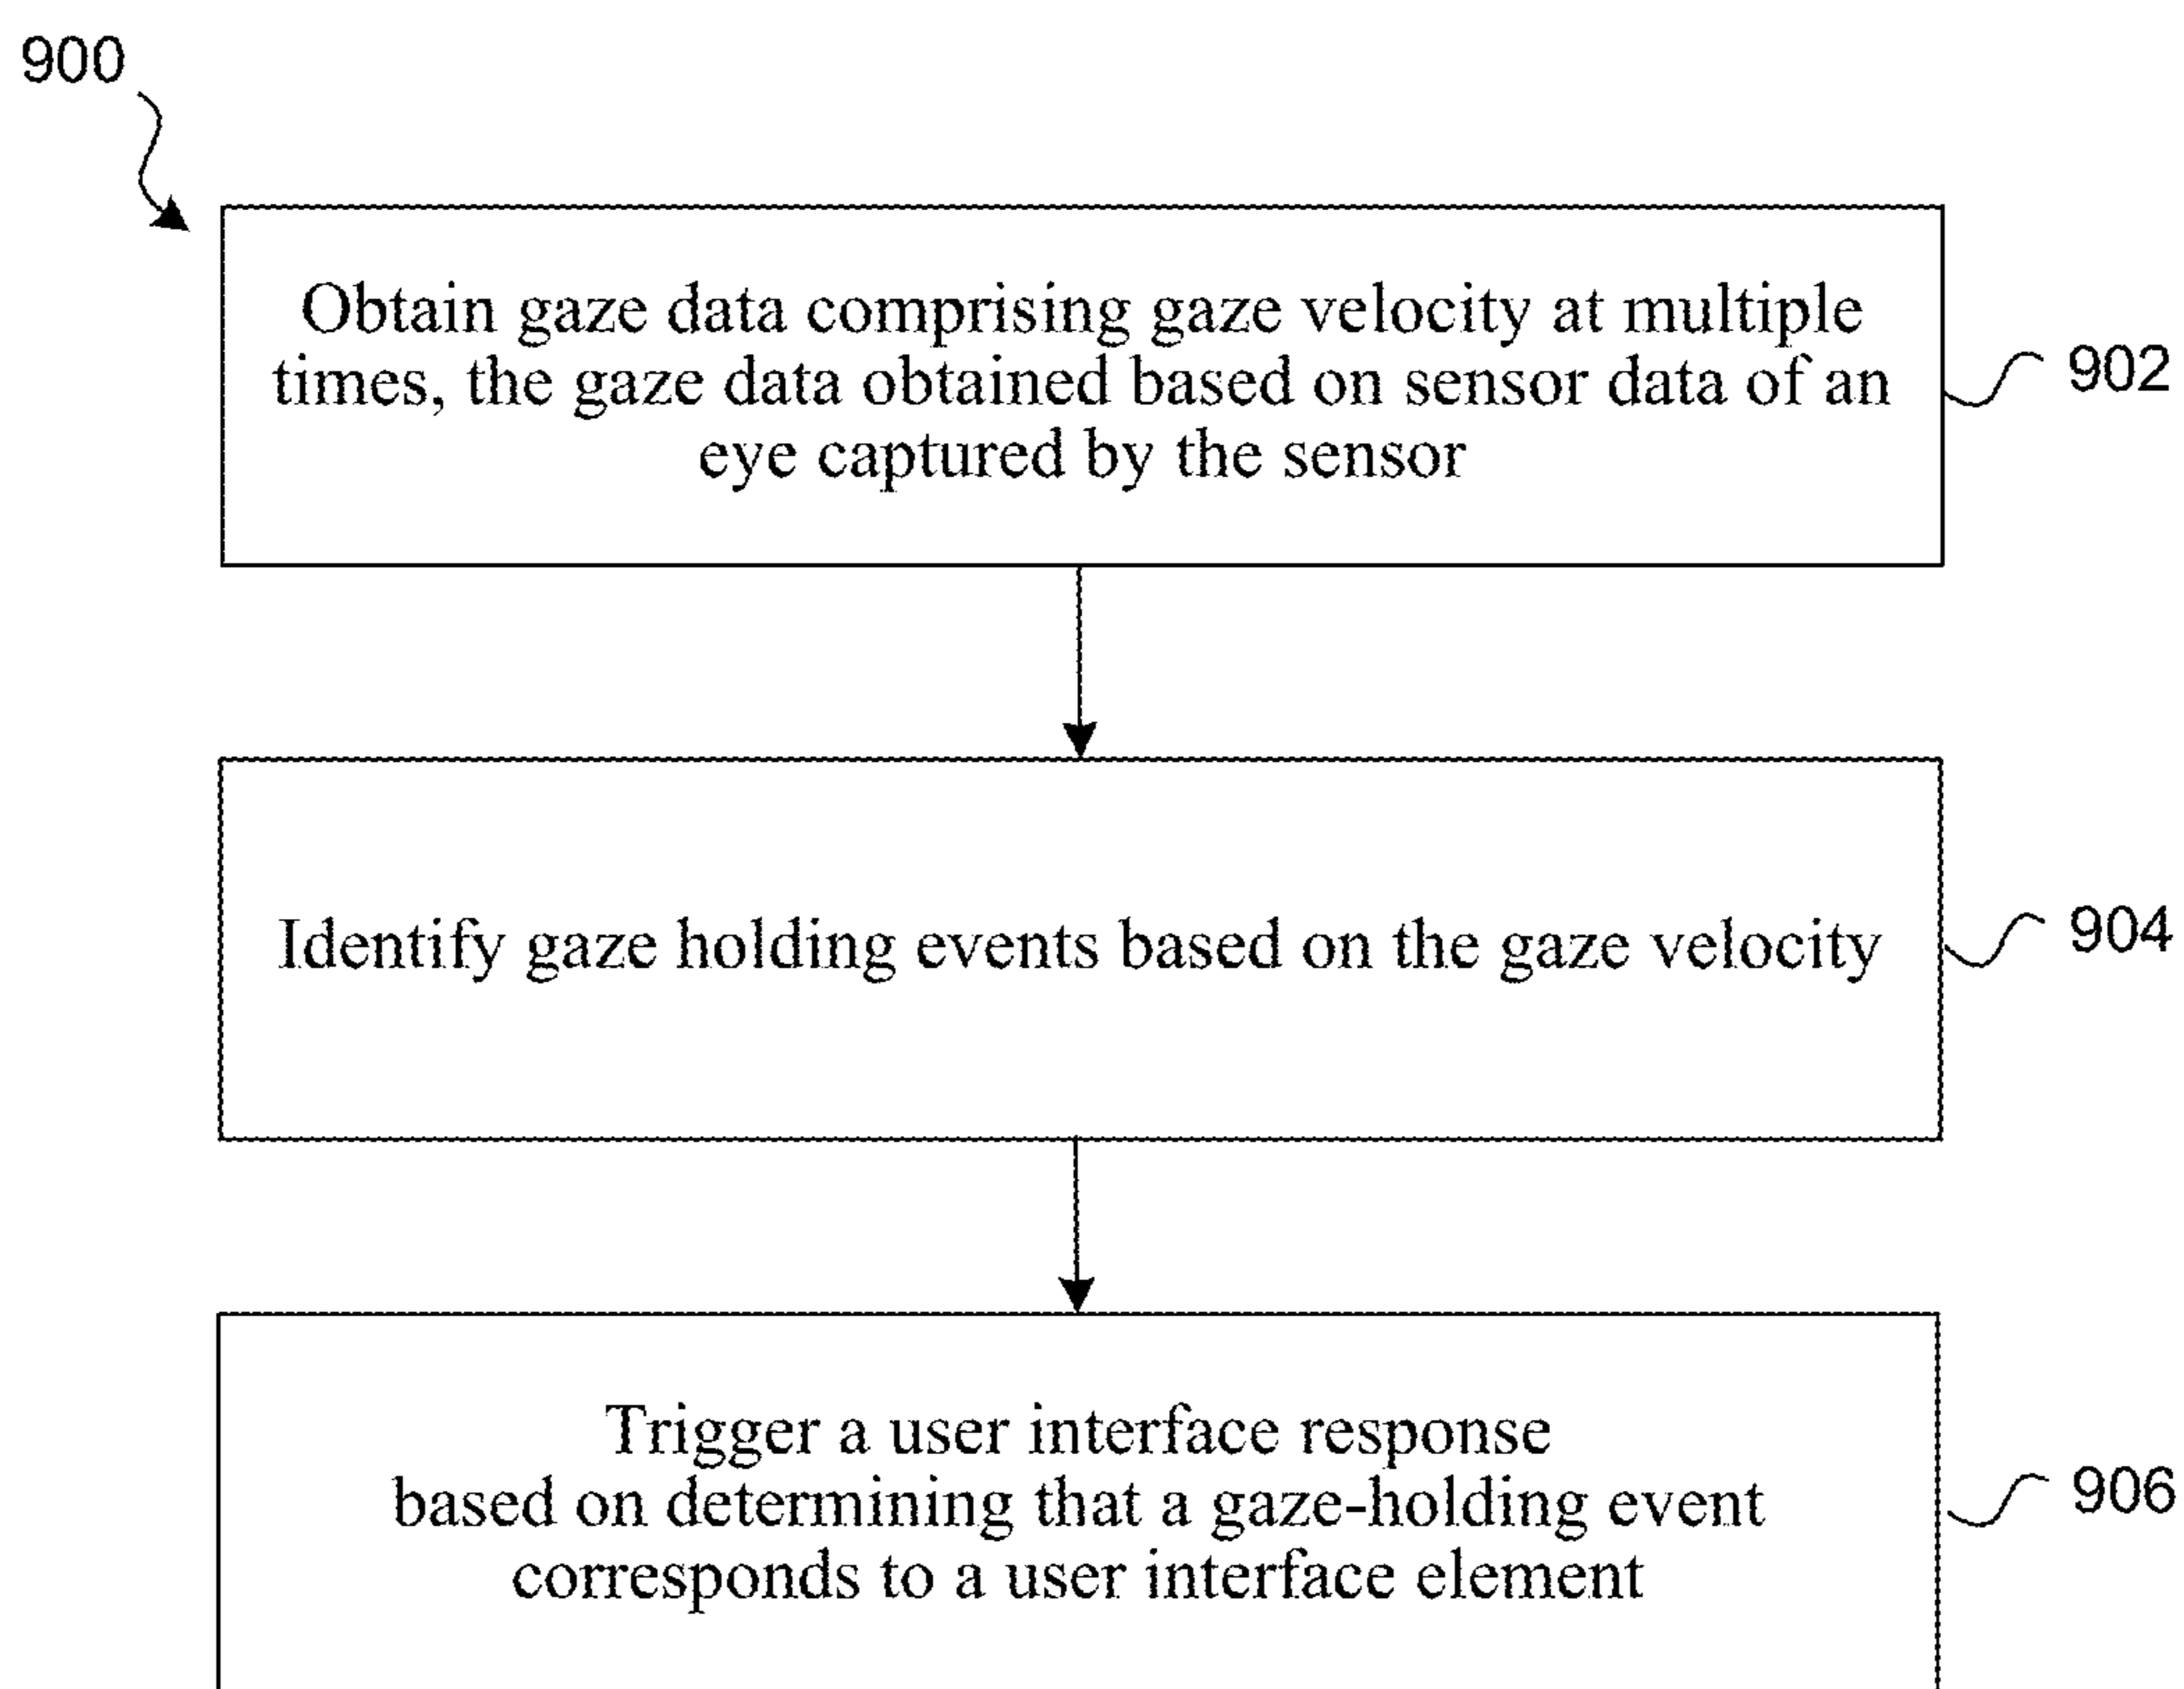 900
Obtain gaze data comprising gaze velocity at multiple
times, the gaze data obtained based on sensor data of an
eye captured by the sensor
902
Identify gaze holding events based on the gaze velocity
904
Trigger a user interface response
based on determining that a gaze-holding event
corresponds to a user interface element
906